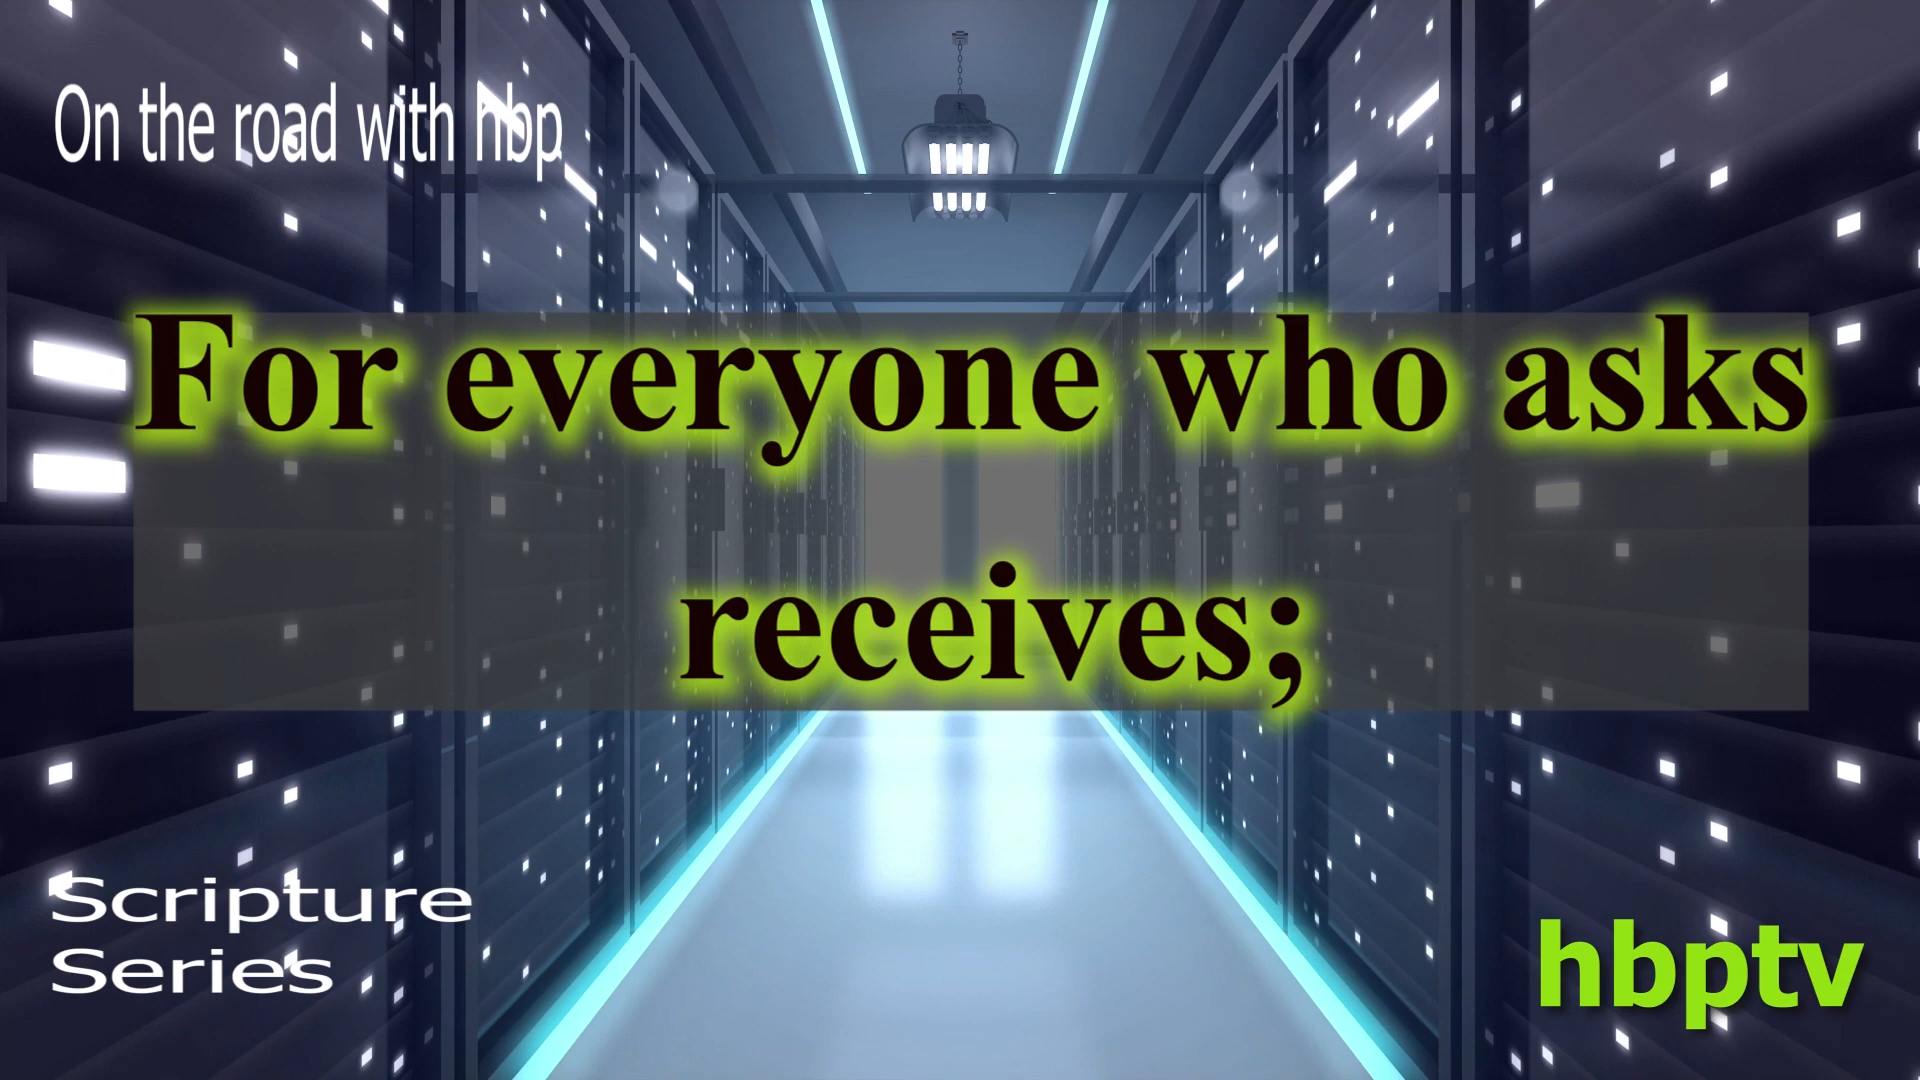 On the road with hbp
For everyone who asks
receives;
Scripture
Series
hbptv